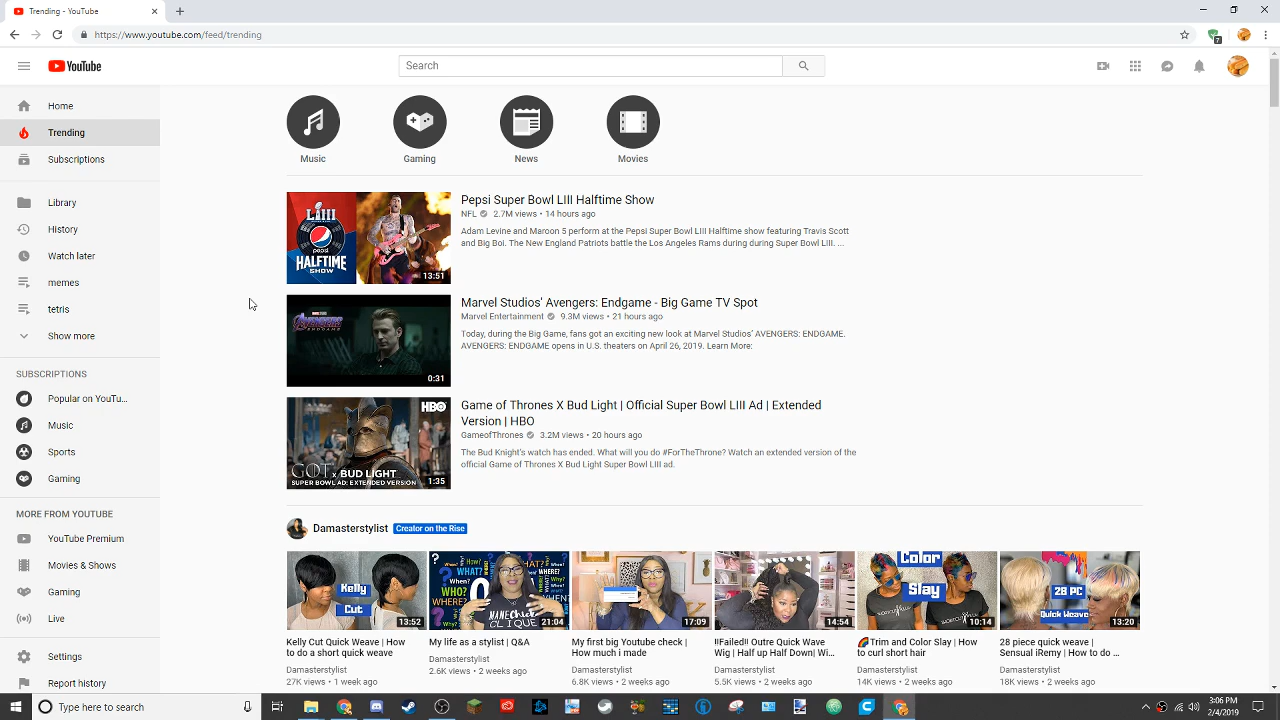 Trending - YouTube
https://www.youtube.com/feed/trending
7
YouTube
Search
Home
Trending
Subscriptions
Library
History
Watch later
memes
tetris
Show more
SUBSCRIPTIONS
Popular on YouTu...
Music
Sports
Gaming
MORE FROM YOUTUBE
YouTube Premium
Movies & Shows
Gaming
Live
Settings
Report history
Music
Gaming
News
Movies
LIII
pepsi
HALFTIME
SHOW
13:51
Pepsi Super Bowl LIII Halftime Show
NFL 2.7M views • 14 hours ago
Adam Levine and Maroon 5 perform at the Pepsi Super Bowl LIII Halftime show featuring Travis Scott
and Big Boi. The New England Patriots battle the Los Angeles Rams during during Super Bowl LIII. ...
AVENGERS
ENDGAME
0:31
Marvel Studios' Avengers: Endgame - Big Game TV Spot
Marvel Entertainment 9.3M views • 21 hours ago
Today, during the Big Game, fans got an exciting new look at Marvel Studios' AVENGERS: ENDGAME.
AVENGERS: ENDGAME opens in U.S. theaters on April 26, 2019. Learn More:
HBO
GOT x BUD LIGHT
SUPER BOWL AD: EXTENDED VERSION
1:35
Game of Thrones X Bud Light | Official Super Bowl LIII Ad | Extended
Version | HBO
GameofThrones 3.2M views • 20 hours ago
The Bud Knight's watch has ended. What will you do #ForTheThrone? Watch an extended version of the
official Game of Thrones X Bud Light Super Bowl LIII ad.
Damasterstylist Creator on the Rise
Kelly
Cut
13:52
Kelly Cut Quick Weave | How
to do a short quick weave
Damasterstylist
27K views • 1 week ago
How?
WHAT?
When?
WHERE?
MANE CHICK
CLIQUE
21:04
My life as a stylist | Q&A
Damasterstylist
2.6K views • 2 weeks ago
17:09
My first big Youtube check |
How much i made
Damasterstylist
6.8K views • 2 weeks ago
14:54
!!Failed!! Outre Quick Wave
Wig | Half up Half Down| Wi...
Damasterstylist
5.5K views • 2 weeks ago
Color
Slay
10:14
🌈Trim and Color Slay | How
to curl short hair
Damasterstylist
14K views • 2 weeks ago
28 PC
Quick Weave
13:20
28 piece quick weave |
Sensual iRemy | How to do ...
Damasterstylist
18K views • 2 weeks ago
Type here to search
3:06 PM
2/4/2019